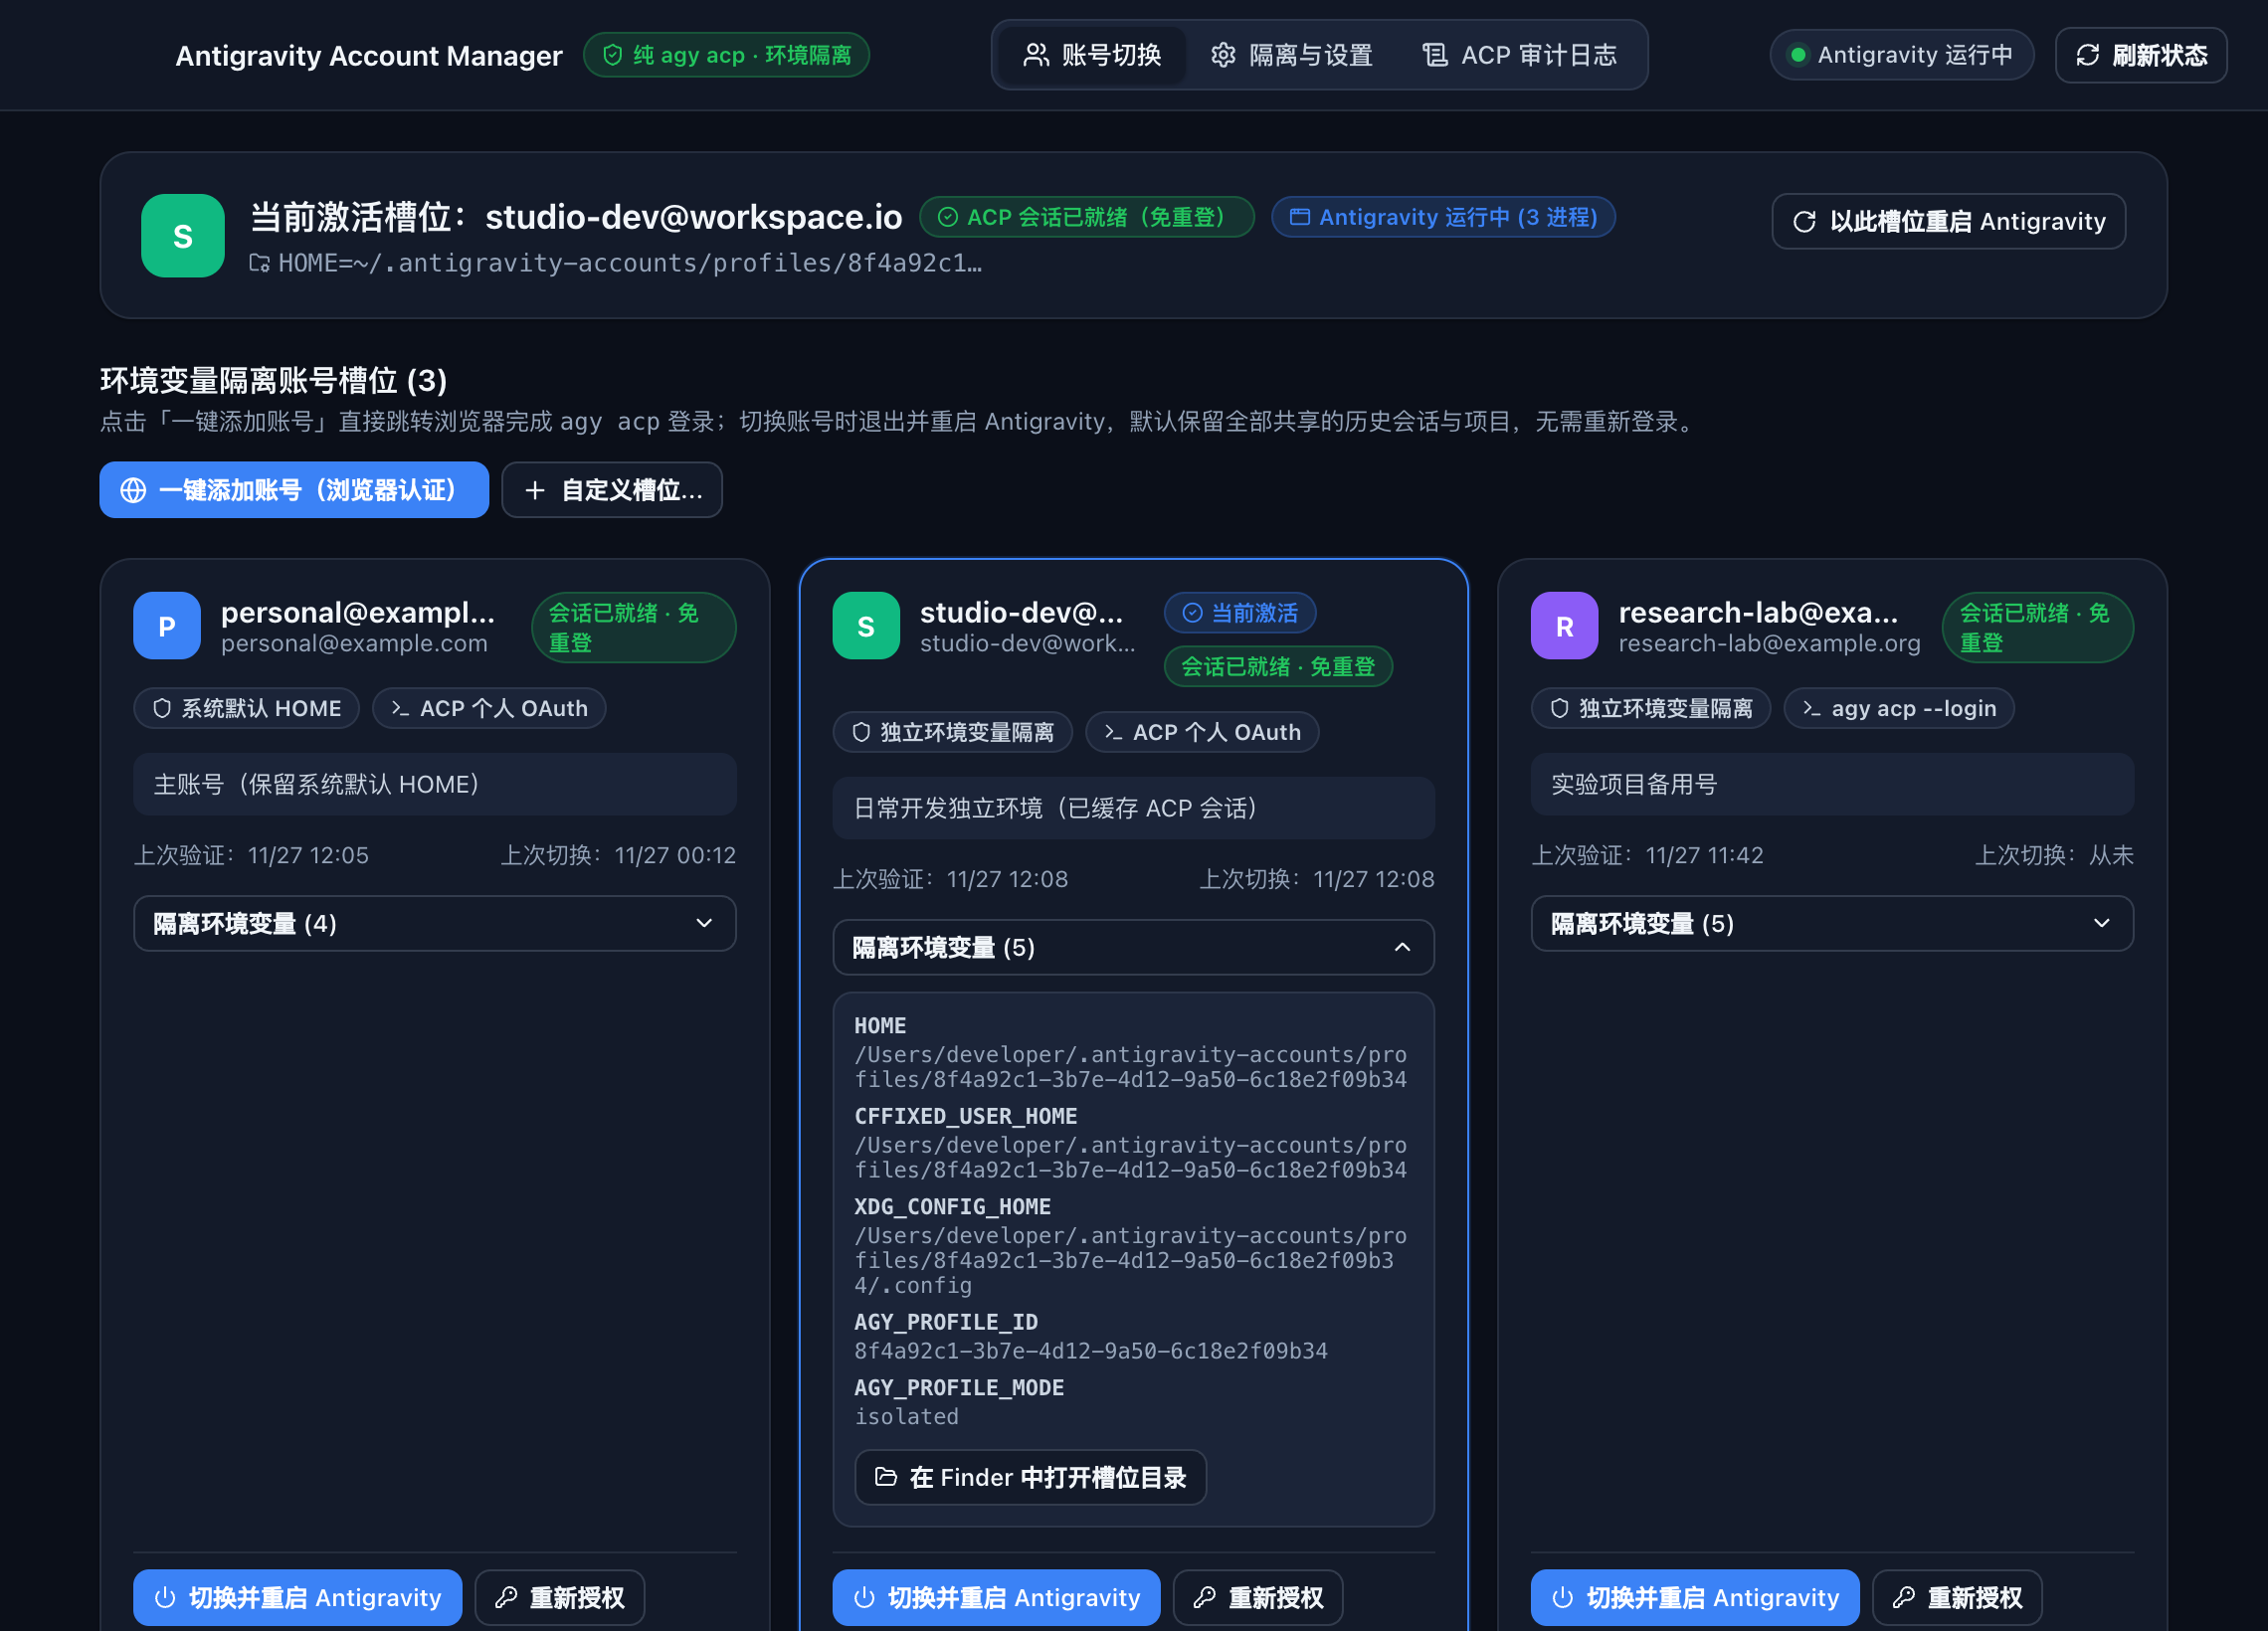 Antigravity Account Manager
纯 agy acp · 环境隔离
账号切换
隔离与设置
ACP 审计日志
Antigravity 运行中
刷新状态
S
当前激活槽位：studio-dev@workspace.io
ACP 会话已就绪（免重登）
Antigravity 运行中 (3 进程)
以此槽位重启 Antigravity
HOME=~/.antigravity-accounts/profiles/8f4a92c1…
环境变量隔离账号槽位 (3)
点击「一键添加账号」直接跳转浏览器完成 agy acp 登录；切换账号时退出并重启 Antigravity，默认保留全部共享的历史会话与项目，无需重新登录。
一键添加账号（浏览器认证）
自定义槽位...
P
personal@exampl...
personal@example.com
会话已就绪 · 免
重登
系统默认 HOME
ACP 个人 OAuth
主账号（保留系统默认 HOME）
上次验证：11/27 12:05
上次切换：11/27 00:12
隔离环境变量 (4)
切换并重启 Antigravity
重新授权
S
studio-dev@...
studio-dev@work...
当前激活
会话已就绪 · 免重登
独立环境变量隔离
ACP 个人 OAuth
日常开发独立环境（已缓存 ACP 会话）
上次验证：11/27 12:08
上次切换：11/27 12:08
隔离环境变量 (5)
HOME
/Users/developer/.antigravity-accounts/pro
files/8f4a92c1-3b7e-4d12-9a50-6c18e2f09b34
CFFIXED_USER_HOME
/Users/developer/.antigravity-accounts/pro
files/8f4a92c1-3b7e-4d12-9a50-6c18e2f09b34
XDG_CONFIG_HOME
/Users/developer/.antigravity-accounts/pro
files/8f4a92c1-3b7e-4d12-9a50-6c18e2f09b3
4/.config
AGY_PROFILE_ID
8f4a92c1-3b7e-4d12-9a50-6c18e2f09b34
AGY_PROFILE_MODE
isolated
在 Finder 中打开槽位目录
切换并重启 Antigravity
重新授权
R
research-lab@exa...
research-lab@example.org
会话已就绪 · 免
重登
独立环境变量隔离
agy acp --login
实验项目备用号
上次验证：11/27 11:42
上次切换：从未
隔离环境变量 (5)
切换并重启 Antigravity
重新授权